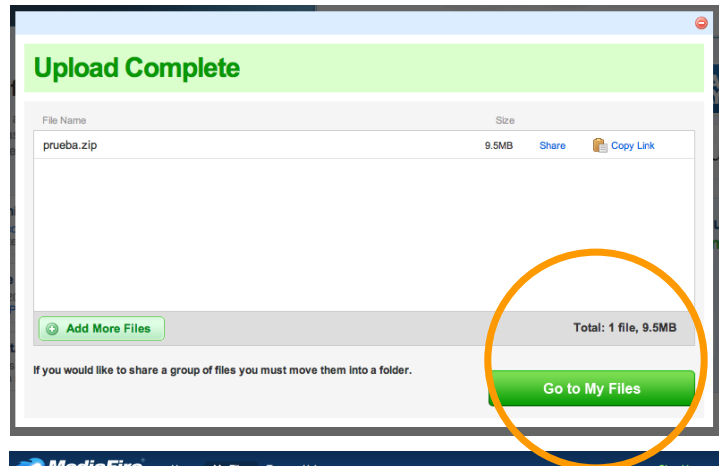 Upload Complete
File Name Size
prueba.zip 9.5MB Share Copy Link
Add More Files Total: 1 file, 9.5MB
If you would like to share a group of files you must move them into a folder.
Go to My Files
MediaFire